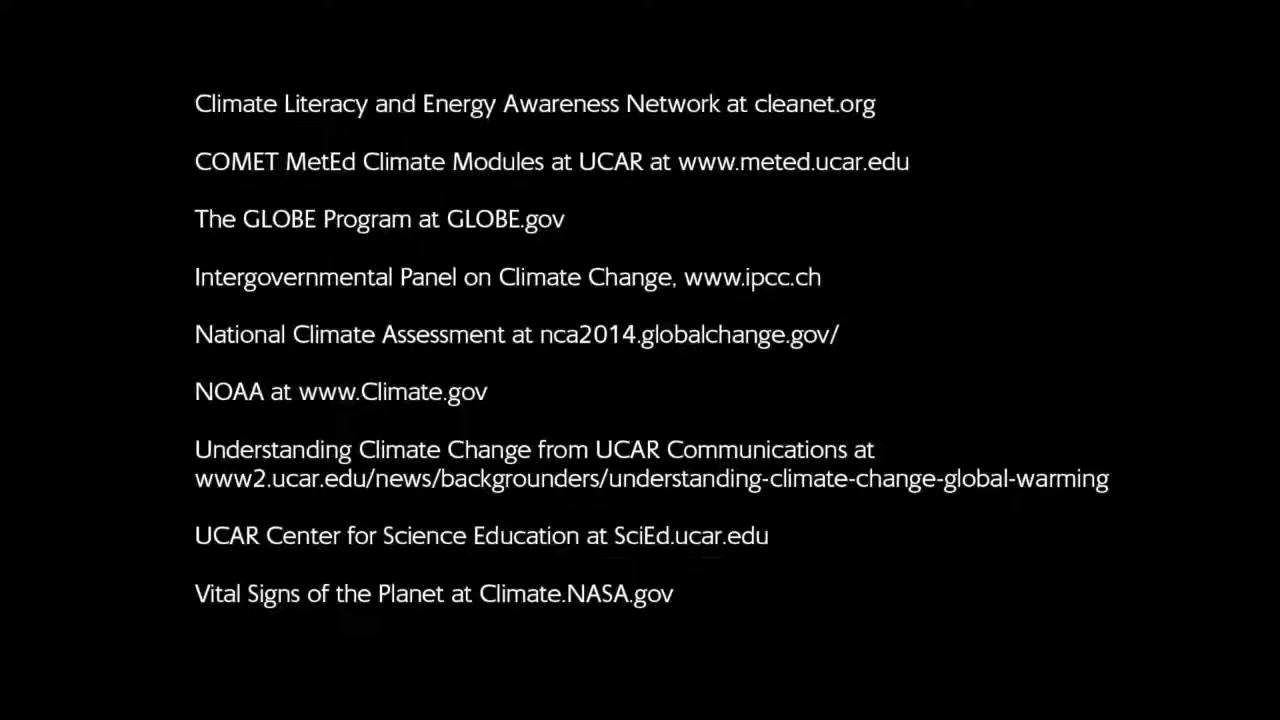 Climate Literacy and Energy Awareness Network at cleanet.org
COMET MetEd Climate Modules at UCAR at www.meted.ucar.edu
The GLOBE Program at GLOBE.gov
Intergovernmental Panel on Climate Change, www.ipcc.ch
National Climate Assessment at nca2014.globalchange.gov/
NOAA at www.Climate.gov
Understanding Climate Change from UCAR Communications at
www2.ucar.edu/news/backgrounders/understanding-climate-change-global-warming
UCAR Center for Science Education at SciEd.ucar.edu
Vital Signs of the Planet at Climate.NASA.gov